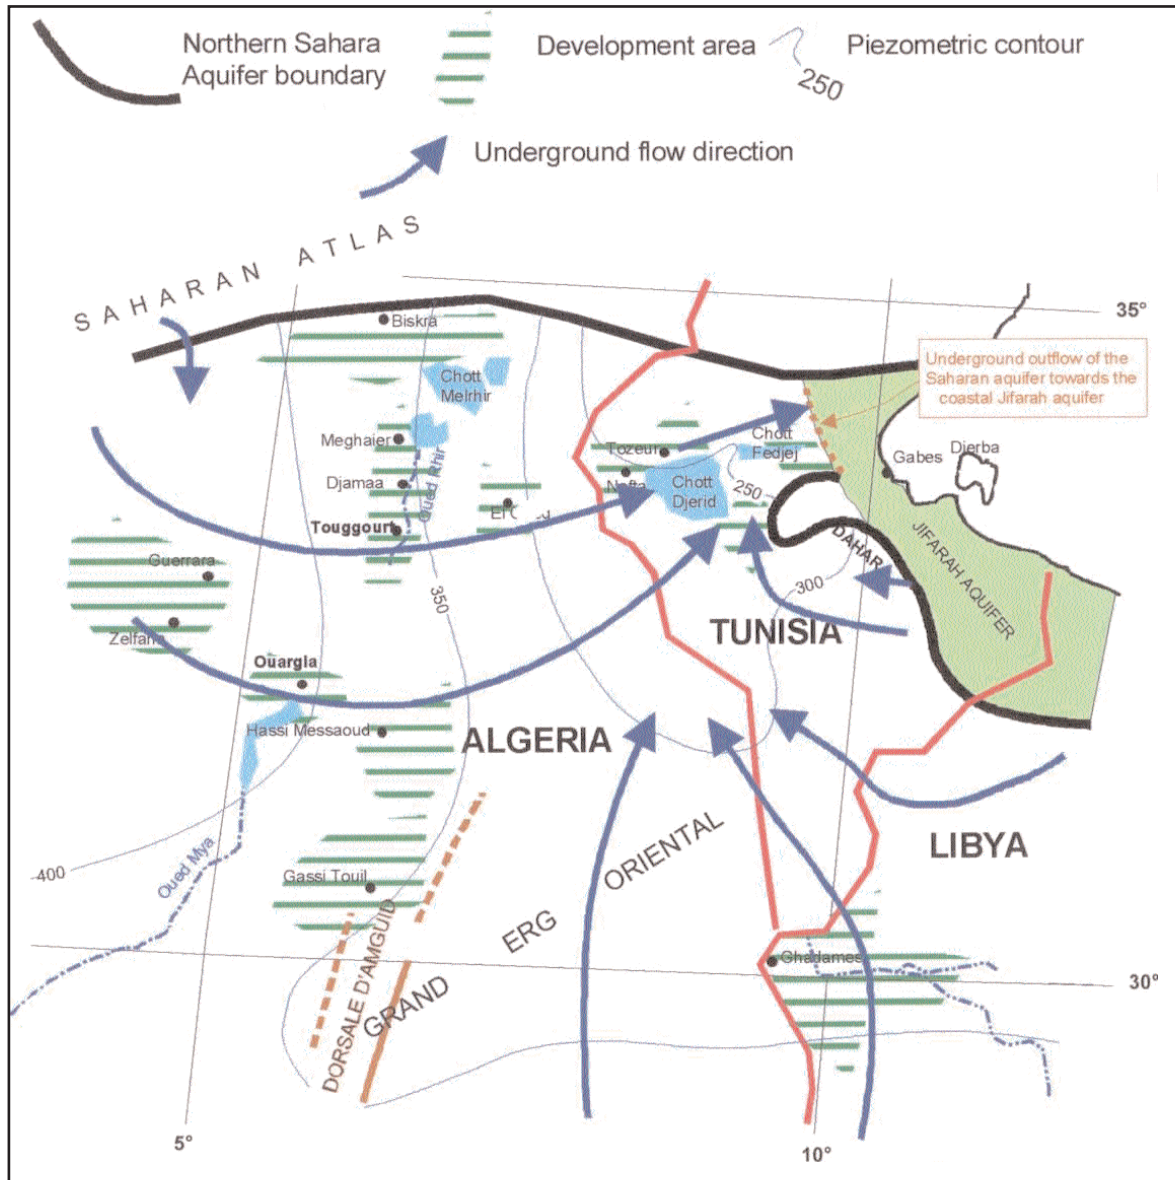 Northern Sahara
Aquifer boundary
Development area
Piezometric contour
250
Underground flow direction
SAHARAN ATLAS
35°
Biskra
Underground outflow of the
Saharan aquifer towards the
coastal Jifarah aquifer
Chott
Melrhir
Meghaier
Tozeur
Chott
Fedjej
Gabes
Djerba
Djamaa
Oued Rhir
Nefta
Chott
Djerid
250
Touggourt
DAHAR
JIFARAH AQUIFER
Guerrara
350
300
Zelfana
TUNISIA
Ouargla
Hassi Messaoud
ALGERIA
LIBYA
400
Oued Mya
Gassi Touil
GRAND ERG ORIENTAL
DORSALE D'AMGUID
Ghadames
30°
5°
10°